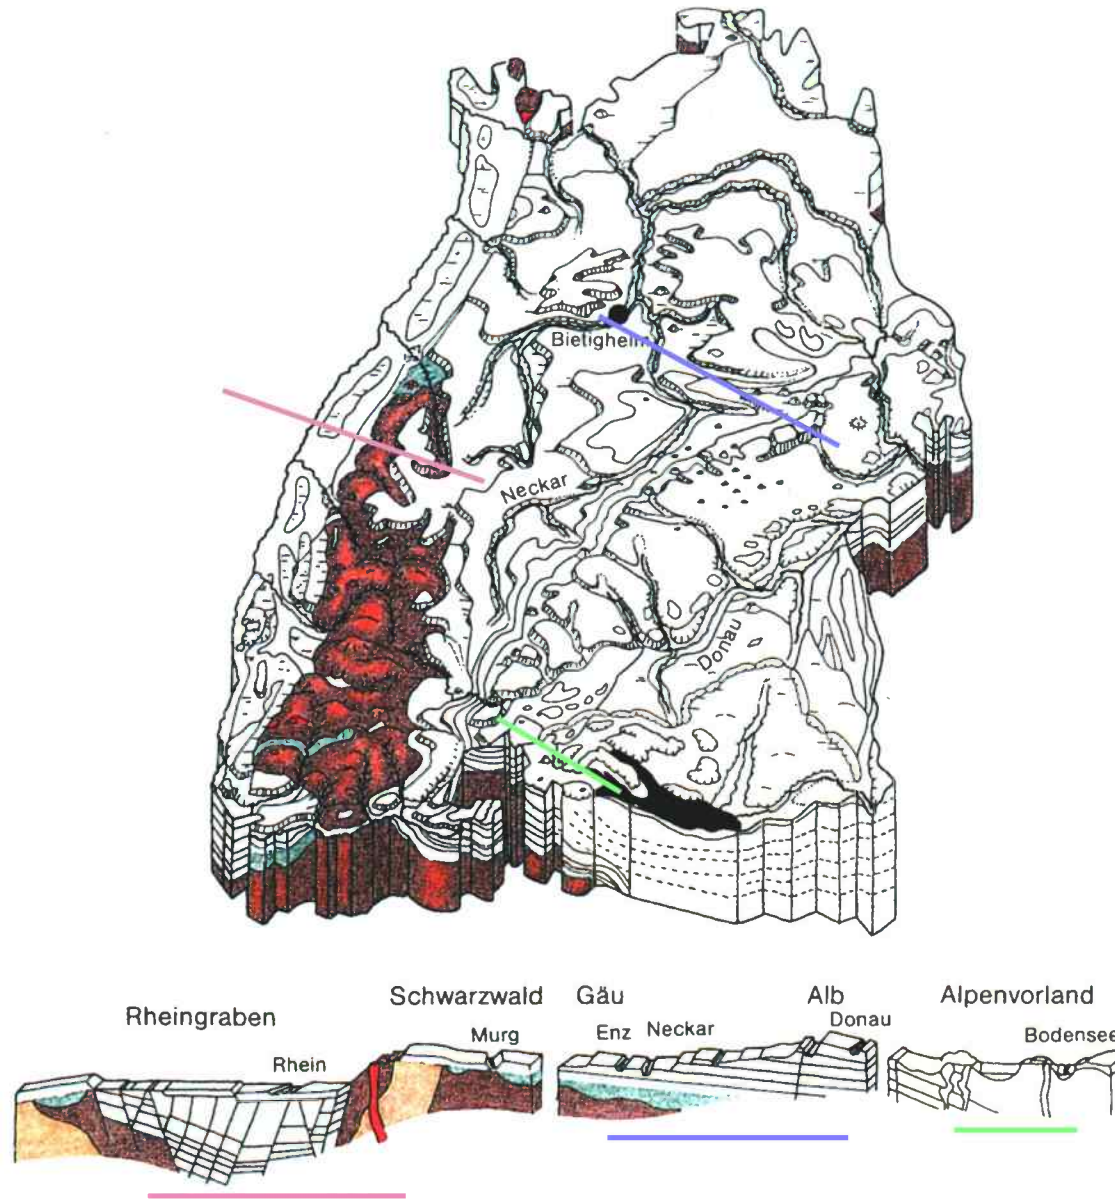 Bietigheim
Neckar
Donau
Schwarzwald Gäu Alb Alpenvorland
Rheingraben
Murg Enz Neckar Donau Bodensee
Rhein